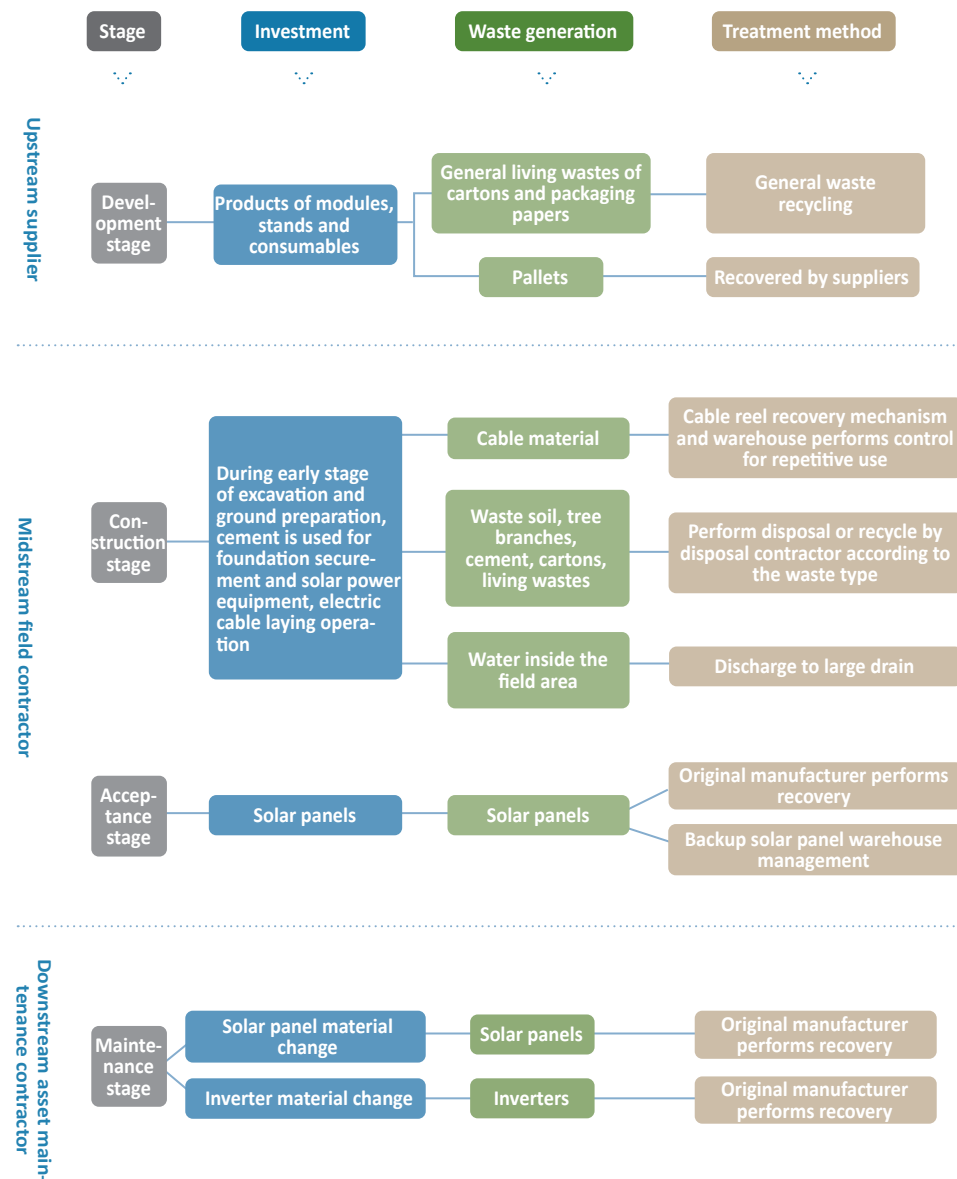 Stage
Investment
Waste generation
Treatment method
Upstream supplier
Devel-
opment
stage
Products of modules,
stands and
consumables
General living wastes of
cartons and packaging
papers
General waste
recycling
Pallets
Recovered by suppliers
Midstream field contractor
Con-
struction
stage
During early stage
of excavation and
ground preparation,
cement is used for
foundation secure-
ment and solar power
equipment, electric
cable laying opera-
tion
Cable material
Cable reel recovery mechanism
and warehouse performs control
for repetitive use
Waste soil, tree
branches,
cement, cartons,
living wastes
Perform disposal or recycle by
disposal contractor according to
the waste type
Water inside the
field area
Discharge to large drain
Accep-
tance
stage
Solar panels
Solar panels
Original manufacturer performs
recovery
Backup solar panel warehouse
management
Downstream asset main-
tenance contractor
Mainte-
nance
stage
Solar panel material
change
Solar panels
Original manufacturer
performs recovery
Inverter material change
Inverters
Original manufacturer
performs recovery